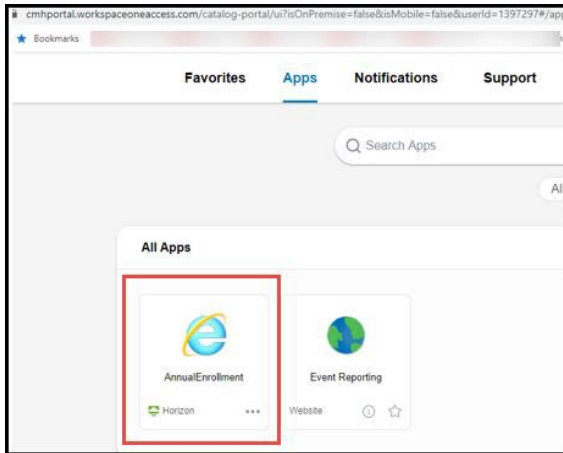 cmhportal.workspaceoneaccess.com/catalog-portal/ui?isOnPremise=false&isMobile=false&userId=1397297#/app
Bookmarks
Favorites Apps Notifications Support
Search Apps
All
All Apps
AnnualEnrollment Event Reporting
Horizon ••• Website